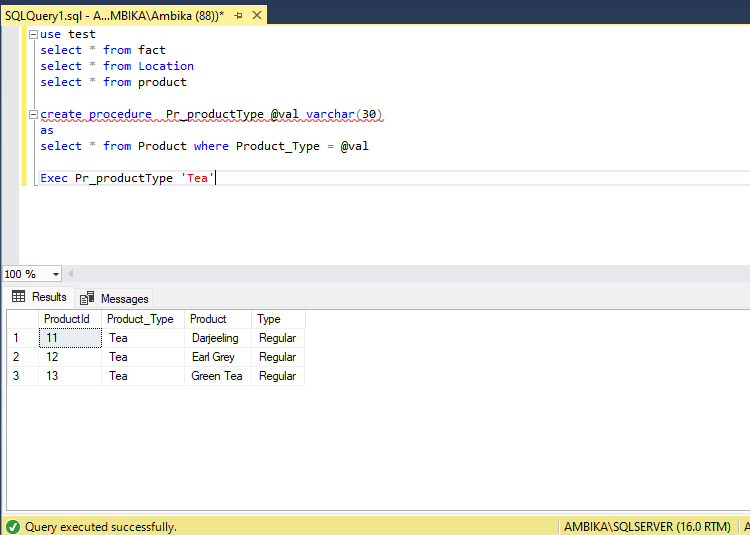 SQLQuery1.sql - A...MBIKA\Ambika (88))*
use test
select * from fact
select * from Location
select * from product
create procedure  Pr_productType @val varchar(30)
as
select * from Product where Product_Type = @val
Exec Pr_productType 'Tea'
100 %
Results Messages
ProductId Product_Type Product Type
1 11 Tea Darjeeling Regular
2 12 Tea Earl Grey Regular
3 13 Tea Green Tea Regular
Query executed successfully. AMBIKA\SQLSERVER (16.0 RTM) A